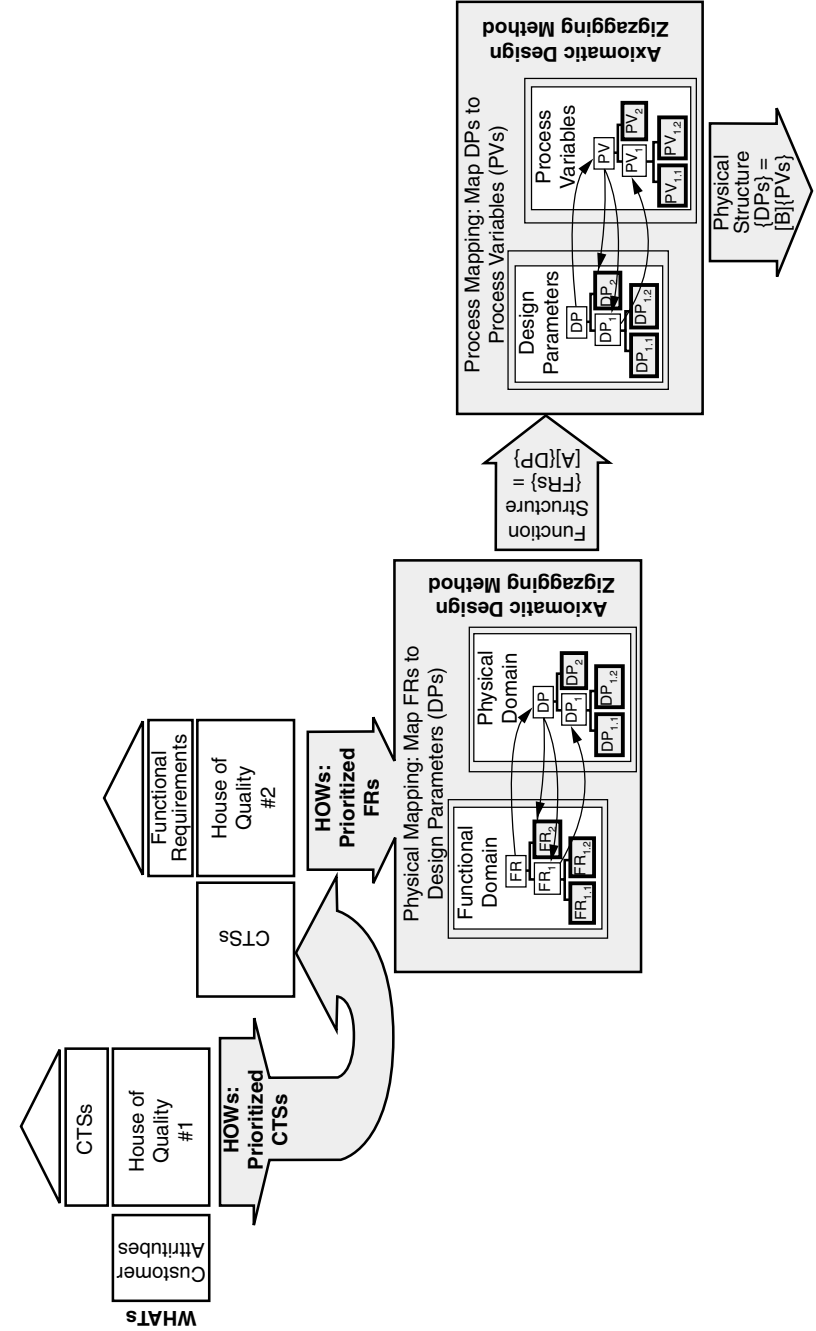 WHATs
Customer
Attritubes
CTSs
House of
Quality
#1
HOWs:
Prioritized
CTSs
CTSs
Functional
Requirements
House of
Quality
#2
HOWs:
Prioritized
FRs
Physical Mapping: Map FRs to
Design Parameters (DPs)
Functional
Domain
FR
FR1
FR2
FR1.1
FR1.2
Physical
Domain
DP
DP1
DP2
DP1.1
DP1.2
Axiomatic Design
Zigzagging Method
Function
Structure
{FRs} =
[A]{DP}
Process Mapping: Map DPs to
Process Variables (PVs)
Design
Parameters
DP
DP1
DP2
DP1.1
DP1.2
Process
Variables
PV
PV1
PV2
PV1.1
PV1.2
Axiomatic Design
Zigzagging Method
Physical
Structure
{DPs} =
[B]{PVs}